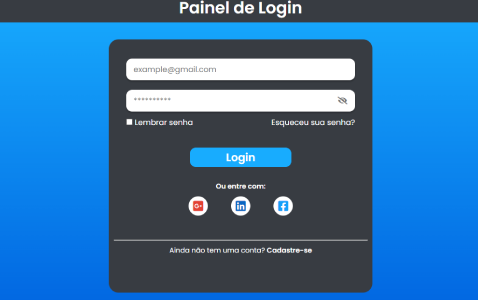 Painel de Login
example@gmail.com
**********
Lembrar senha Esqueceu sua senha?
Login
Ou entre com:
G+ in f
Ainda não tem uma conta? Cadastre-se